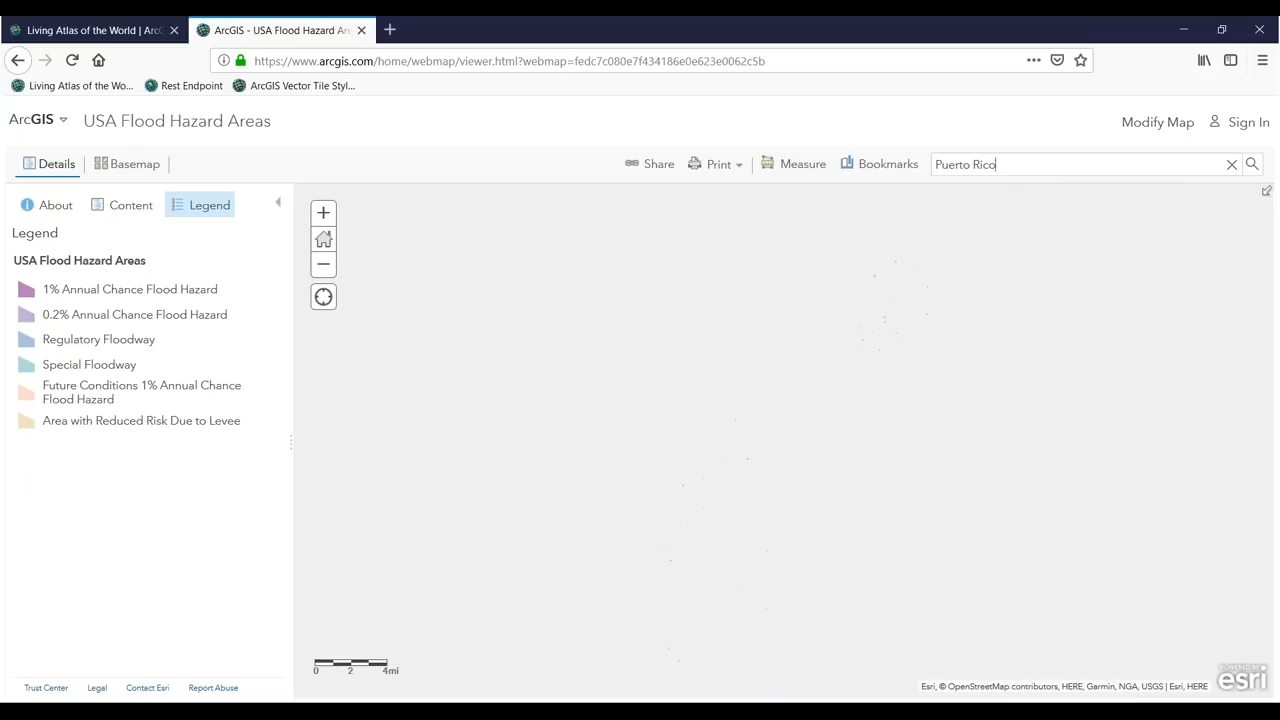 Living Atlas of the World | ArcG
ArcGIS - USA Flood Hazard Are
https://www.arcgis.com/home/webmap/viewer.html?webmap=fedc7c080e7f434186e0e623e0062c5b
Living Atlas of the Wo...
Rest Endpoint
ArcGIS Vector Tile Styl...
ArcGIS
USA Flood Hazard Areas
Modify Map
Sign In
Details
Basemap
Share
Print
Measure
Bookmarks
Puerto Rico
About
Content
Legend
Legend
USA Flood Hazard Areas
1% Annual Chance Flood Hazard
0.2% Annual Chance Flood Hazard
Regulatory Floodway
Special Floodway
Future Conditions 1% Annual Chance
Flood Hazard
Area with Reduced Risk Due to Levee
0 2 4mi
Trust Center
Legal
Contact Esri
Report Abuse
Esri, © OpenStreetMap contributors, HERE, Garmin, NGA, USGS | Esri, HERE
POWERED BY
esri